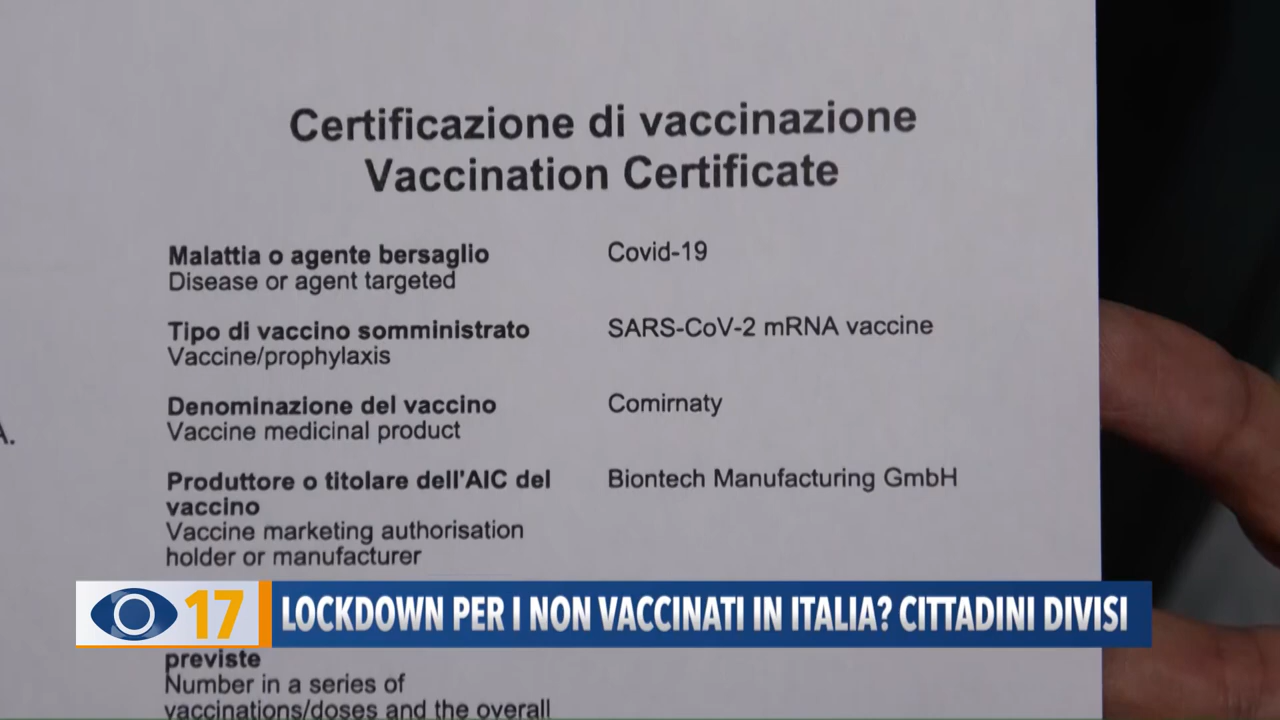 Certificazione di vaccinazione
Vaccination Certificate
Malattia o agente bersaglio
Disease or agent targeted
Covid-19
Tipo di vaccino somministrato
Vaccine/prophylaxis
SARS-CoV-2 mRNA vaccine
Denominazione del vaccino
Vaccine medicinal product
Comirnaty
A.
Produttore o titolare dell'AIC del
vaccino
Vaccine marketing authorisation
holder or manufacturer
Biontech Manufacturing GmbH
17
LOCKDOWN PER I NON VACCINATI IN ITALIA? CITTADINI DIVISI
previste
Number in a series of
vaccinations/doses and the overall